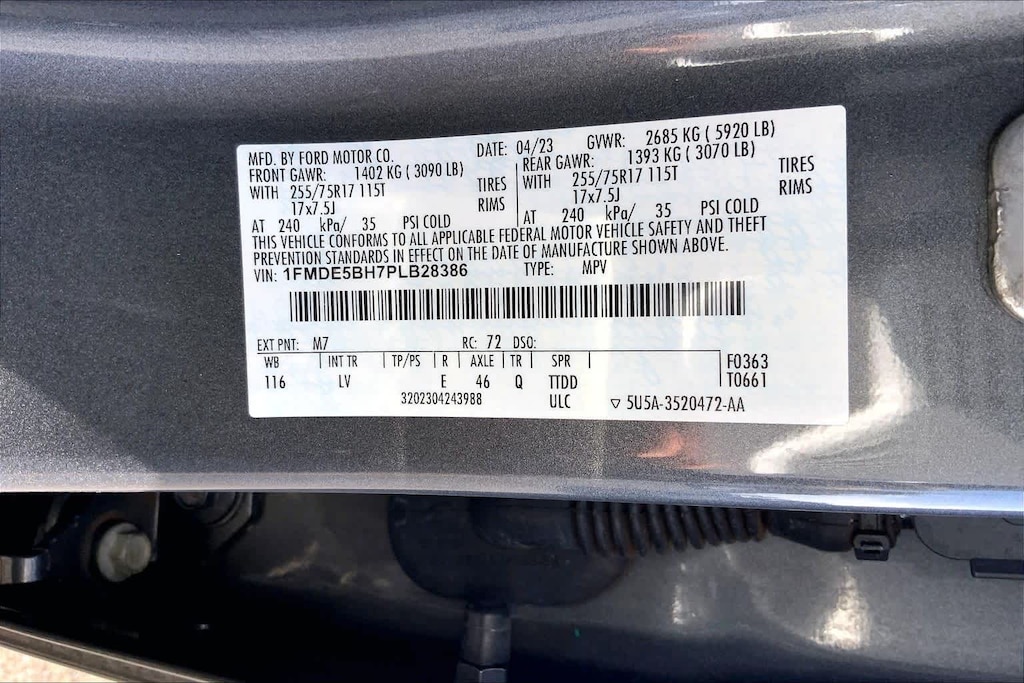 MFD. BY FORD MOTOR CO. DATE: 04/23 GVWR: 2685 KG ( 5920 LB)
FRONT GAWR: 1402 KG ( 3090 LB) REAR GAWR: 1393 KG ( 3070 LB)
WITH 255/75R17 115T TIRES WITH 255/75R17 115T TIRES
17x7.5J RIMS 17x7.5J RIMS
AT 240 kPa/ 35 PSI COLD AT 240 kPa/ 35 PSI COLD
THIS VEHICLE CONFORMS TO ALL APPLICABLE FEDERAL MOTOR VEHICLE SAFETY AND THEFT
PREVENTION STANDARDS IN EFFECT ON THE DATE OF MANUFACTURE SHOWN ABOVE.
VIN: 1FMDE5BH7PLB28386 TYPE: MPV
EXT PNT: M7 RC: 72 DSO:
WB INT TR TP/PS R AXLE TR SPR F0363
116 LV E 46 Q TTDD T0661
3202304243988 ULC ▽ 5U5A-3520472-AA